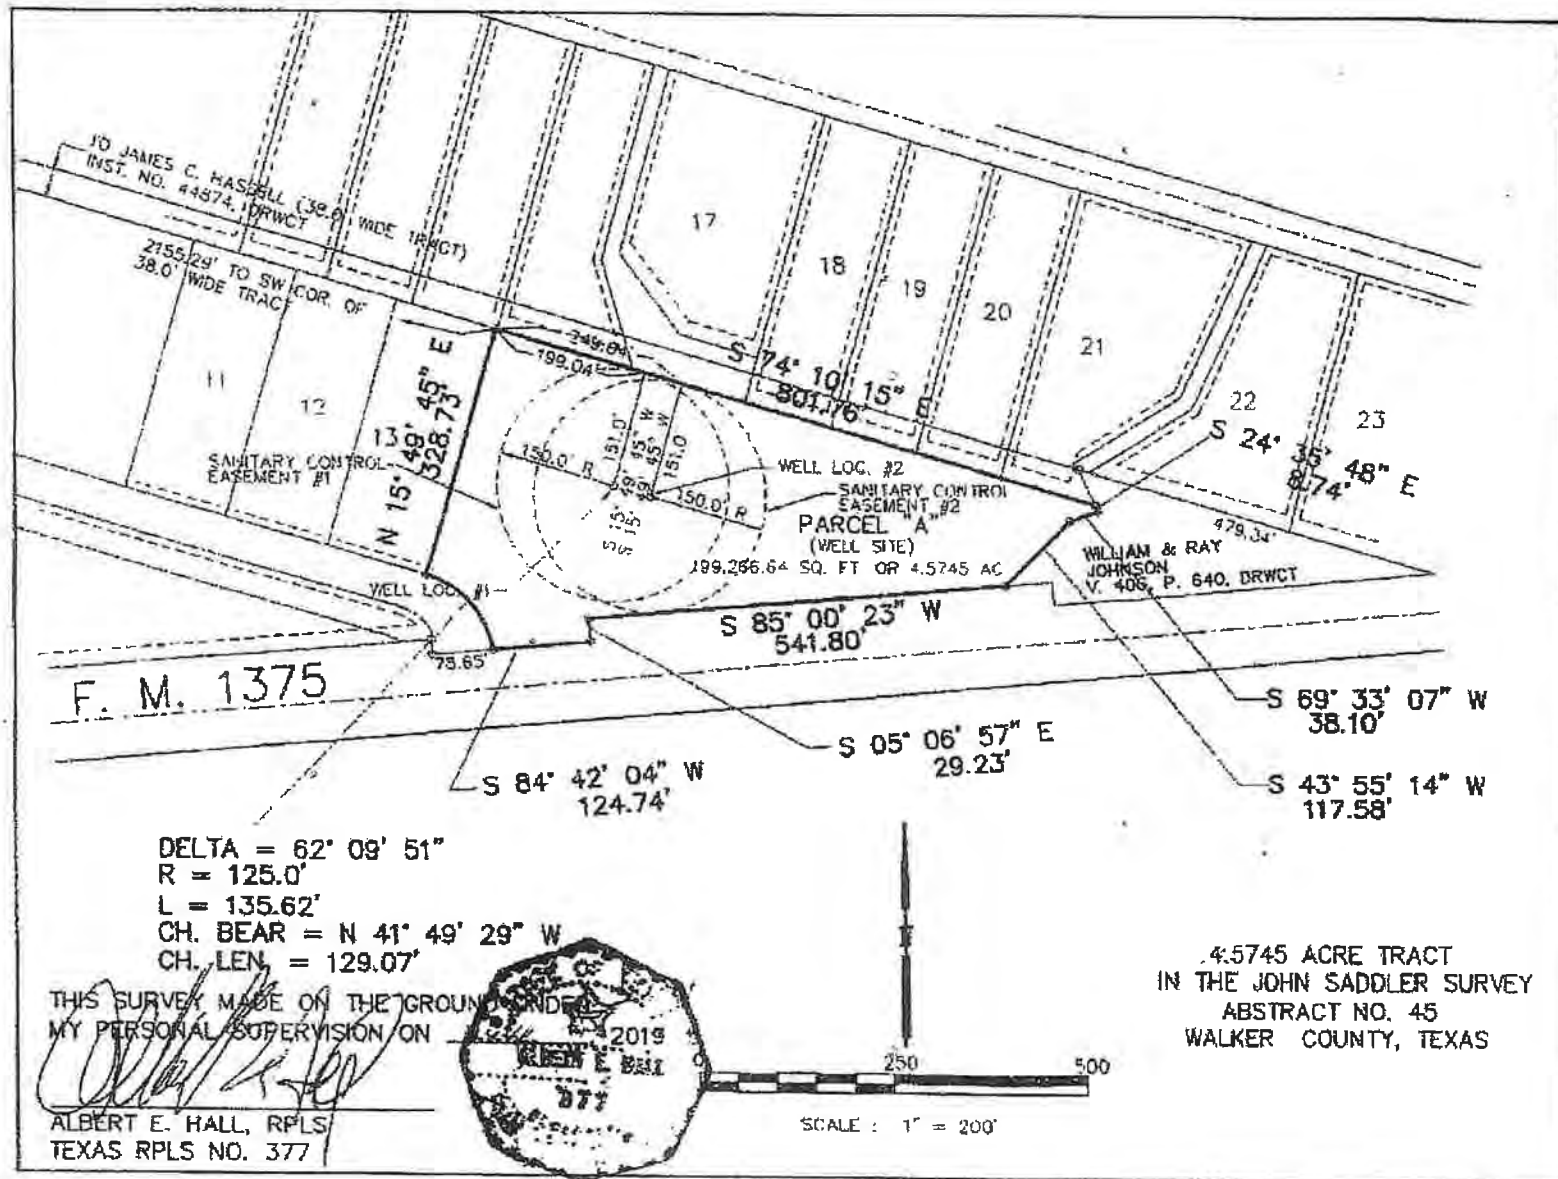 TO JAMES C. HASSELL (38.0' WIDE TRACT)
INST. NO. 44874, DRWCT
2155.29' TO SW COR. OF
38.0' WIDE TRACT
11
12
13
17
18
19
20
21
22
23
249.84
199.04'
S 74° 10' 15" E
801.76'
N 15° 49' 45" E
328.73'
SANITARY CONTROL
EASEMENT #1
150.0' R
151.0'
S 15° 49' 45" W
S 15° 49' 45" W
151.0
150.0' R
WELL LOC. #2
SANITARY CONTROL
EASEMENT #2
PARCEL "A"
(WELL SITE)
199,266.64 SQ. FT OR 4.5745 AC
WELL LOC. #1
S 24° 38' 48" E
8.74'
479.34'
WILLIAM & RAY
JOHNSON
V. 406, P. 640, DRWCT
S 85° 00' 23" W
541.80'
75.65'
F. M. 1375
S 69° 33' 07" W
38.10'
S 05° 06' 57" E
29.23'
S 84° 42' 04" W
124.74'
S 43° 55' 14" W
117.58'
DELTA = 62° 09' 51"
R = 125.0'
L = 135.62'
CH. BEAR = N 41° 49' 29" W
CH. LEN. = 129.07'
THIS SURVEY MADE ON THE GROUND UNDER
MY PERSONAL SUPERVISION ON 2019
ALBERT E. HALL, RPLS
TEXAS RPLS NO. 377
OF
377
0 250 500
SCALE : 1" = 200'
4.5745 ACRE TRACT
IN THE JOHN SADDLER SURVEY
ABSTRACT NO. 45
WALKER COUNTY, TEXAS